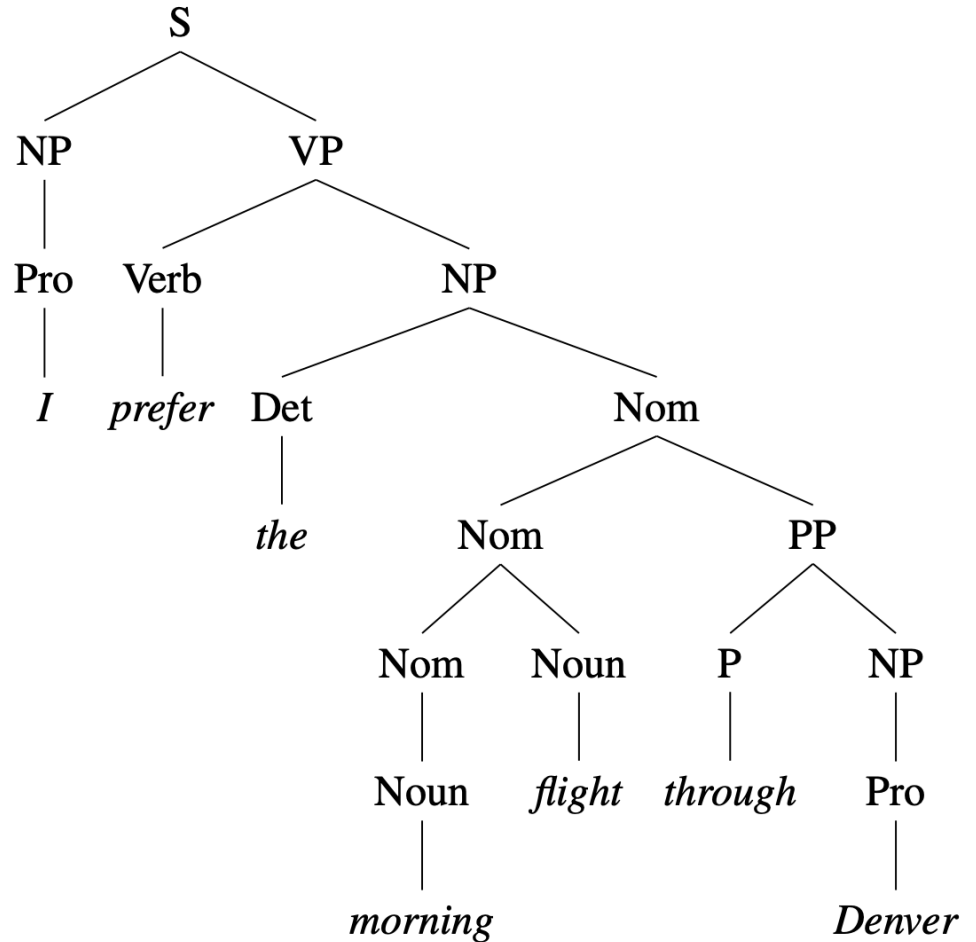 S
NP VP
Pro Verb NP
I prefer Det Nom
the Nom PP
Nom Noun P NP
Noun flight through Pro
morning Denver